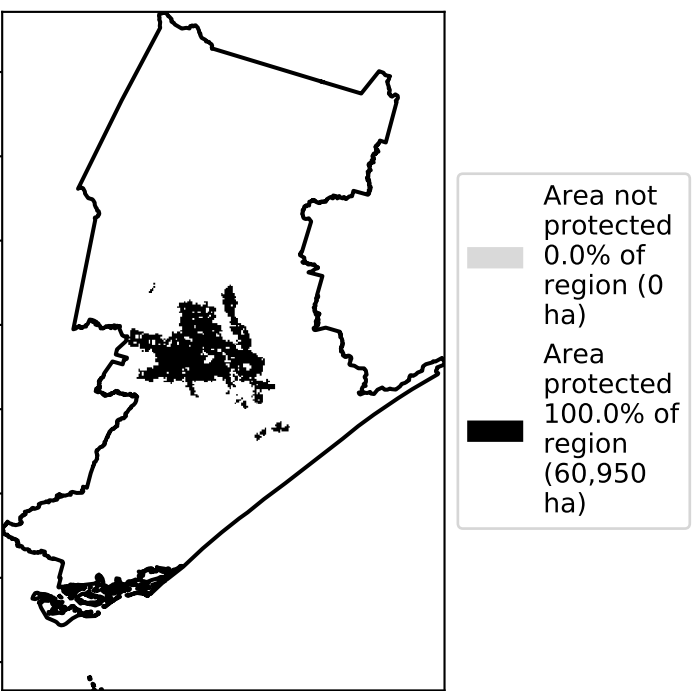 Area not
protected
0.0% of
region (0
ha)
Area
protected
100.0% of
region
(60,950
ha)